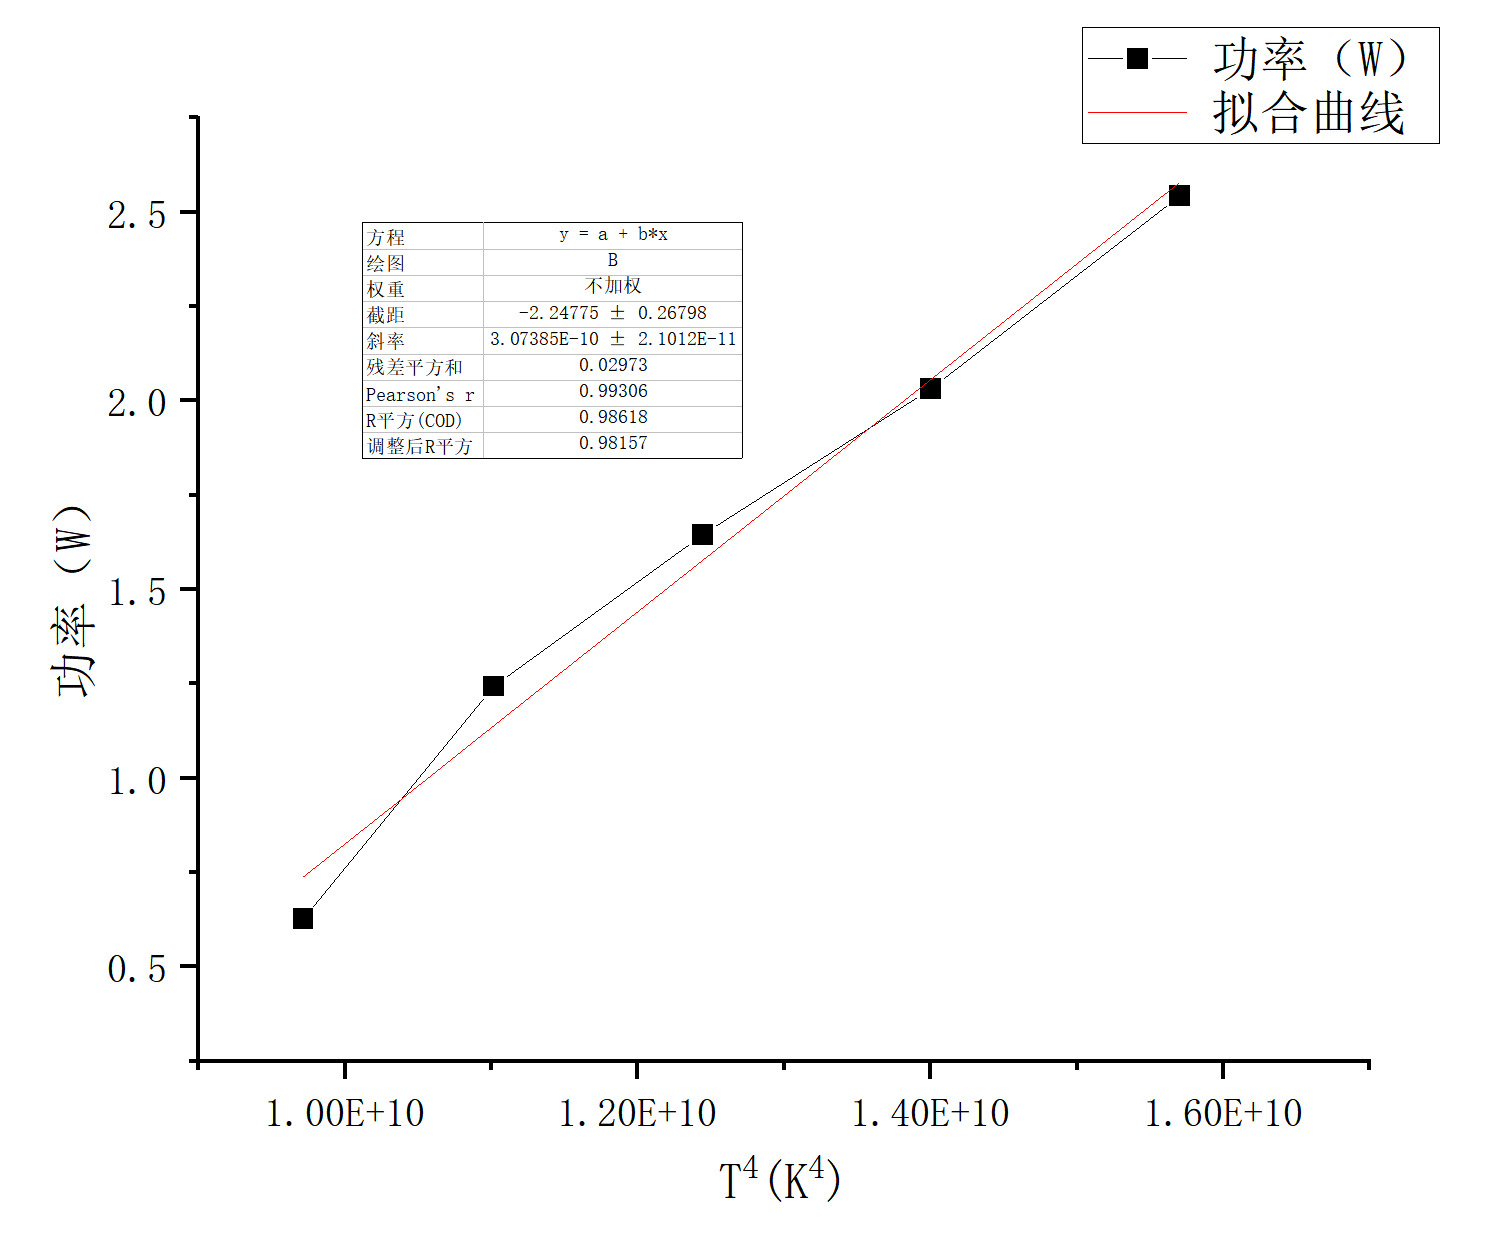 功率（W）
拟合曲线
方程 y = a + b*x
绘图 B
权重 不加权
截距 -2.24775 ± 0.26798
斜率 3.07385E-10 ± 2.1012E-11
残差平方和 0.02973
Pearson's r 0.99306
R平方(COD) 0.98618
调整后R平方 0.98157
2.5
2.0
1.5
1.0
0.5
功率（W）
1.00E+10 1.20E+10 1.40E+10 1.60E+10
T⁴(K⁴)